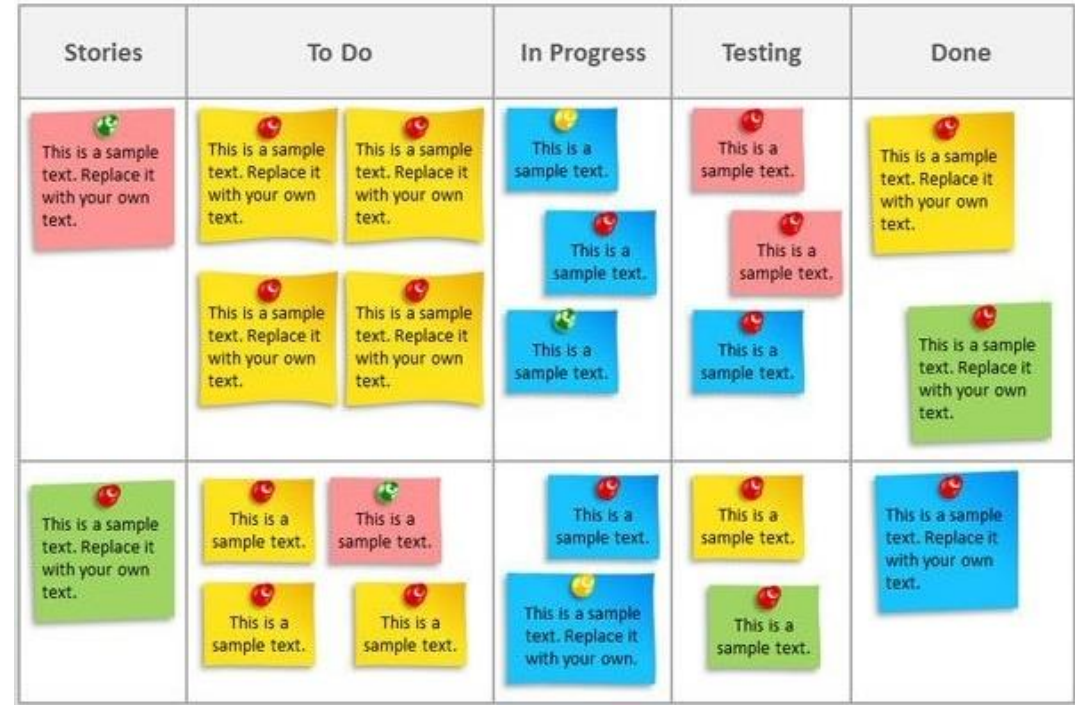 Stories
To Do
In Progress
Testing
Done
This is a sample
text. Replace it
with your own
text.
This is a sample
text. Replace it
with your own
text.
This is a sample
text. Replace it
with your own
text.
This is a sample
text. Replace it
with your own
text.
This is a sample
text. Replace it
with your own
text.
This is a
sample text.
This is a
sample text.
This is a
sample text.
This is a
sample text.
This is a
sample text.
This is a
sample text.
This is a sample
text. Replace it
with your own
text.
This is a sample
text. Replace it
with your own
text.
This is a sample
text. Replace it
with your own
text.
This is a
sample text.
This is a
sample text.
This is a
sample text.
This is a
sample text.
This is a
sample text.
This is a sample
text. Replace it
with your own.
This is a
sample text.
This is a
sample text.
This is a sample
text. Replace it
with your own
text.